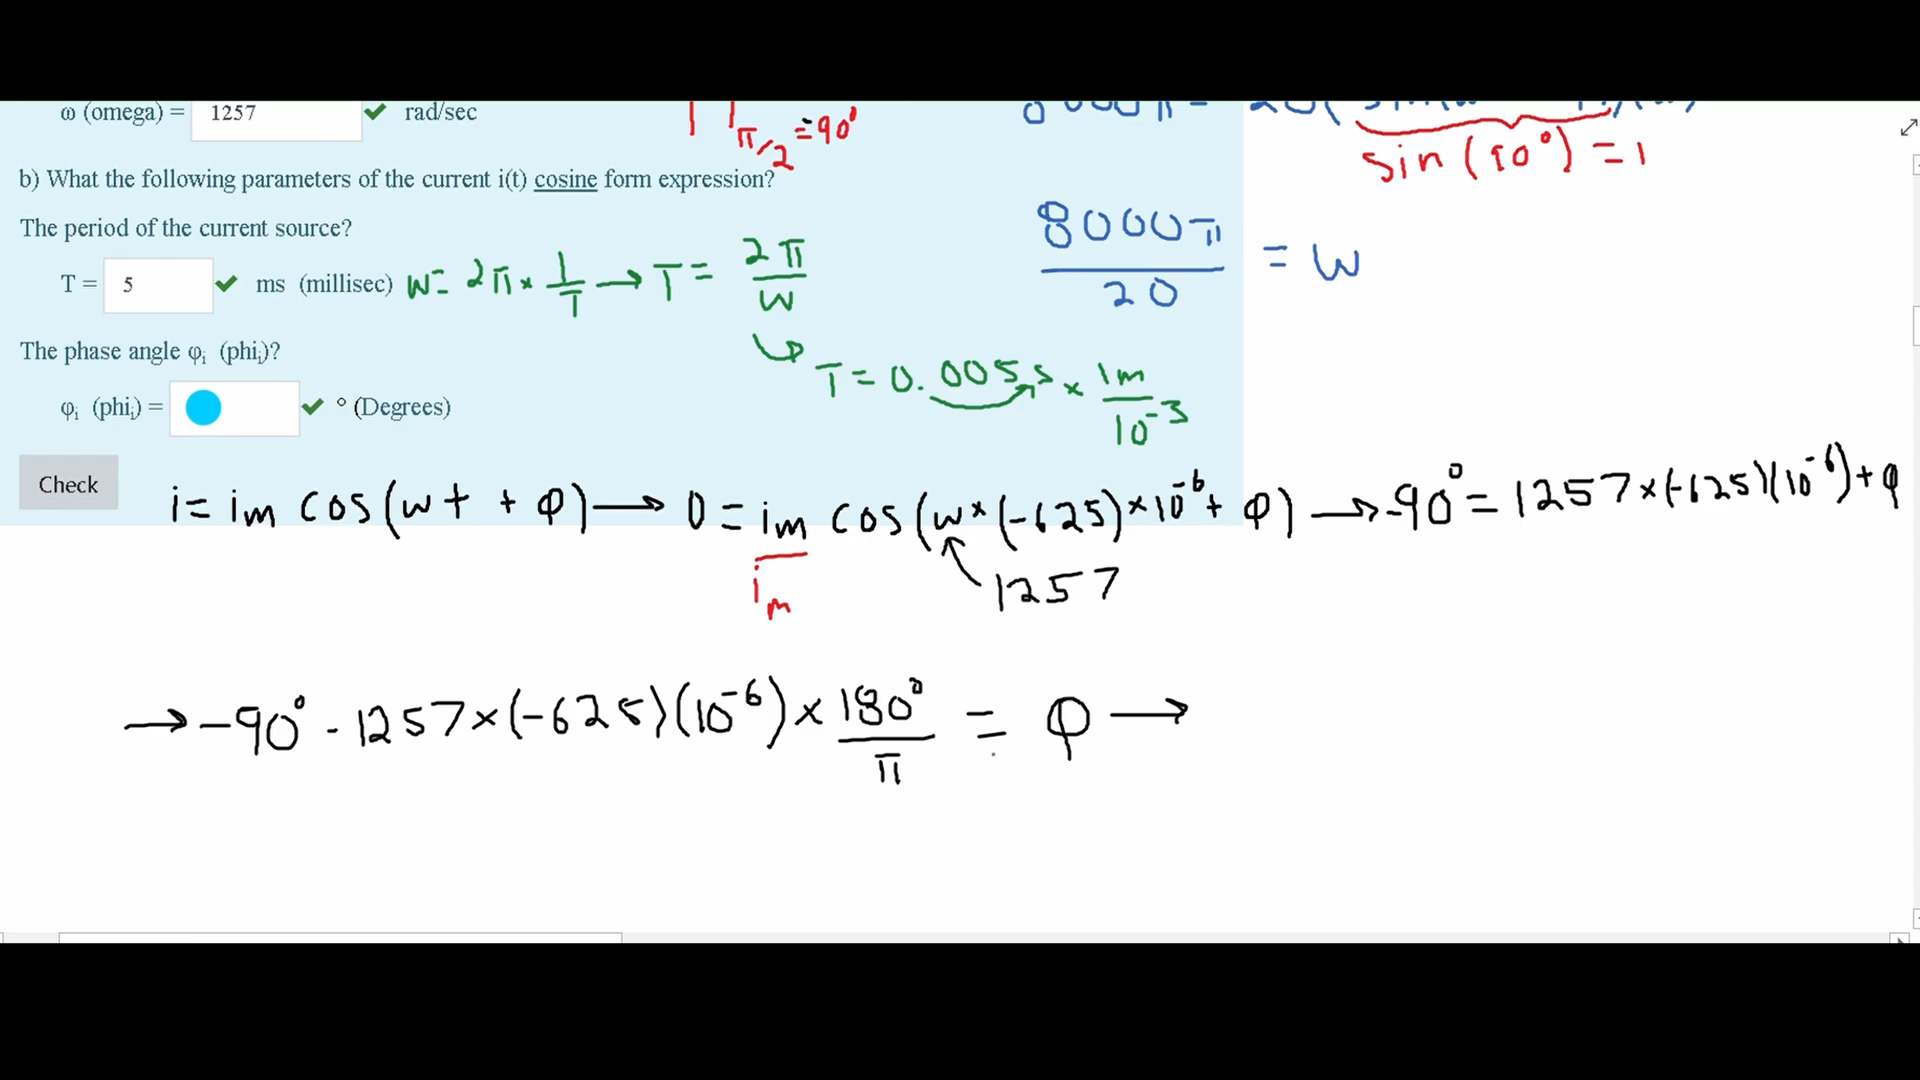 ω (omega) = 1257 rad/sec
π/2 = 90°
sin(90°) = 1
b) What the following parameters of the current i(t) cosine form expression?
8000π / 20 = w
The period of the current source?
T = 5 ms (millisec) w = 2π × 1/T → T = 2π/w
The phase angle φi (phii)?
T = 0.005 s × 1m / 10^-3
φi (phii) = ° (Degrees)
Check
i = im cos(wt + φ) → 0 = im cos(w × (-625) × 10^-6 + φ) → -90° = 1257 × (-625)(10^-6) + φ
im
1257
→ -90° - 1257 × (-625)(10^-6) × 180° / π = φ →